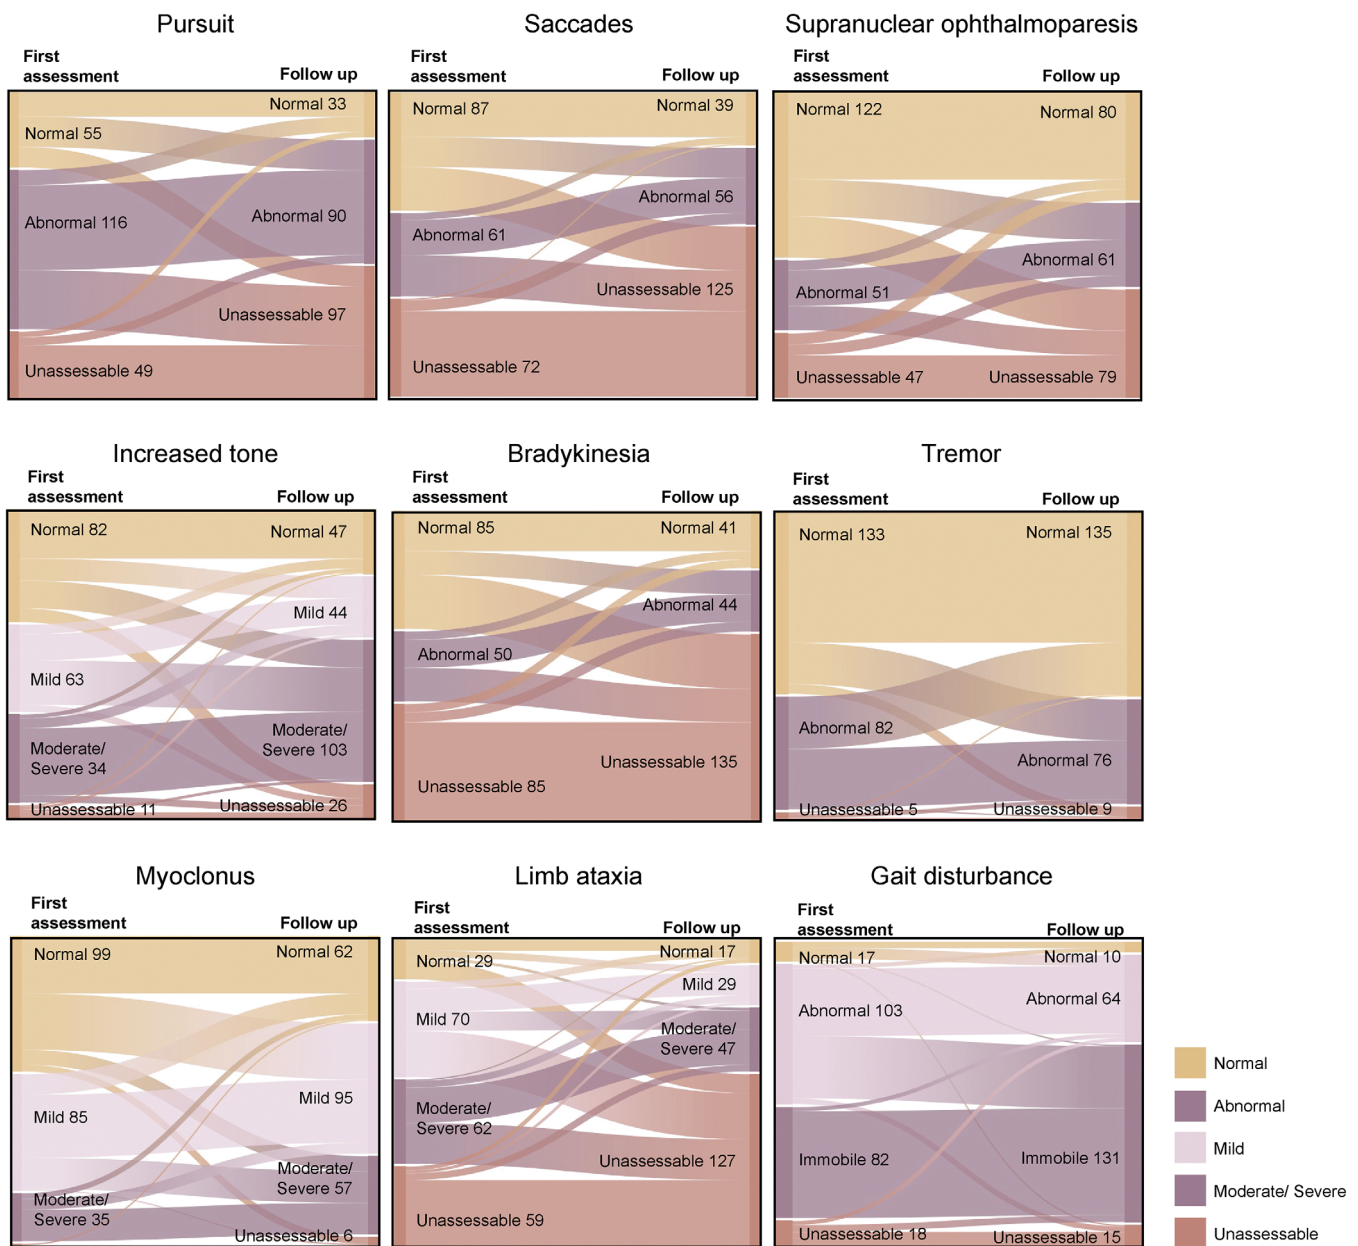 Pursuit
First
assessment
Follow up
Normal 55
Normal 33
Abnormal 116
Abnormal 90
Unassessable 49
Unassessable 97
Saccades
First
assessment
Follow up
Normal 87
Normal 39
Abnormal 61
Abnormal 56
Unassessable 72
Unassessable 125
Supranuclear ophthalmoparesis
First
assessment
Follow up
Normal 122
Normal 80
Abnormal 51
Abnormal 61
Unassessable 47
Unassessable 79
Increased tone
First
assessment
Follow up
Normal 82
Normal 47
Mild 63
Mild 44
Moderate/
Severe 34
Moderate/
Severe 103
Unassessable 11
Unassessable 26
Bradykinesia
First
assessment
Follow up
Normal 85
Normal 41
Abnormal 50
Abnormal 44
Unassessable 85
Unassessable 135
Tremor
First
assessment
Follow up
Normal 133
Normal 135
Abnormal 82
Abnormal 76
Unassessable 5
Unassessable 9
Myoclonus
First
assessment
Follow up
Normal 99
Normal 62
Mild 85
Mild 95
Moderate/
Severe 35
Moderate/
Severe 57
Unassessable 6
Limb ataxia
First
assessment
Follow up
Normal 29
Normal 17
Mild 70
Mild 29
Moderate/
Severe 62
Moderate/
Severe 47
Unassessable 59
Unassessable 127
Gait disturbance
First
assessment
Follow up
Normal 17
Normal 10
Abnormal 103
Abnormal 64
Immobile 82
Immobile 131
Unassessable 18
Unassessable 15
Normal
Abnormal
Mild
Moderate/ Severe
Unassessable